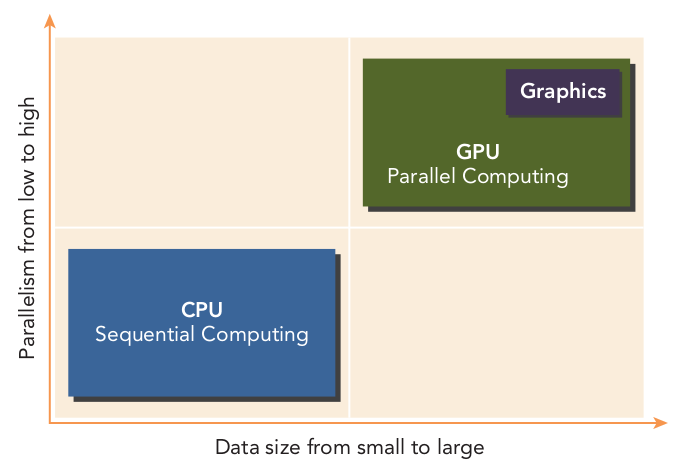 Parallelism from low to high
Graphics
GPU
Parallel Computing
CPU
Sequential Computing
Data size from small to large